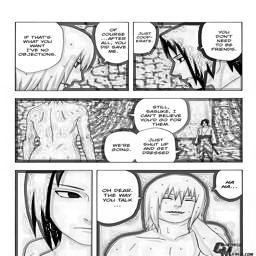 YOU DON'T
NEED TO
BE FRIENDS.
JUST
COOP-
ERATE.
OF
COURSE
...AFTER
ALL, YOU
DID SAVE
ME.
IF THAT'S
WHAT YOU
WANT
I'VE NO
OBJECTIONS.
STILL,
SASUKE, I
CAN'T BELIEVE
YOU'D GO FOR
THEM.
JUST
SHUT UP AND
GET DRESSED
WE'RE
GOING.
HA
HA...
OH DEAR.
THE WAY
YOU TALK
...